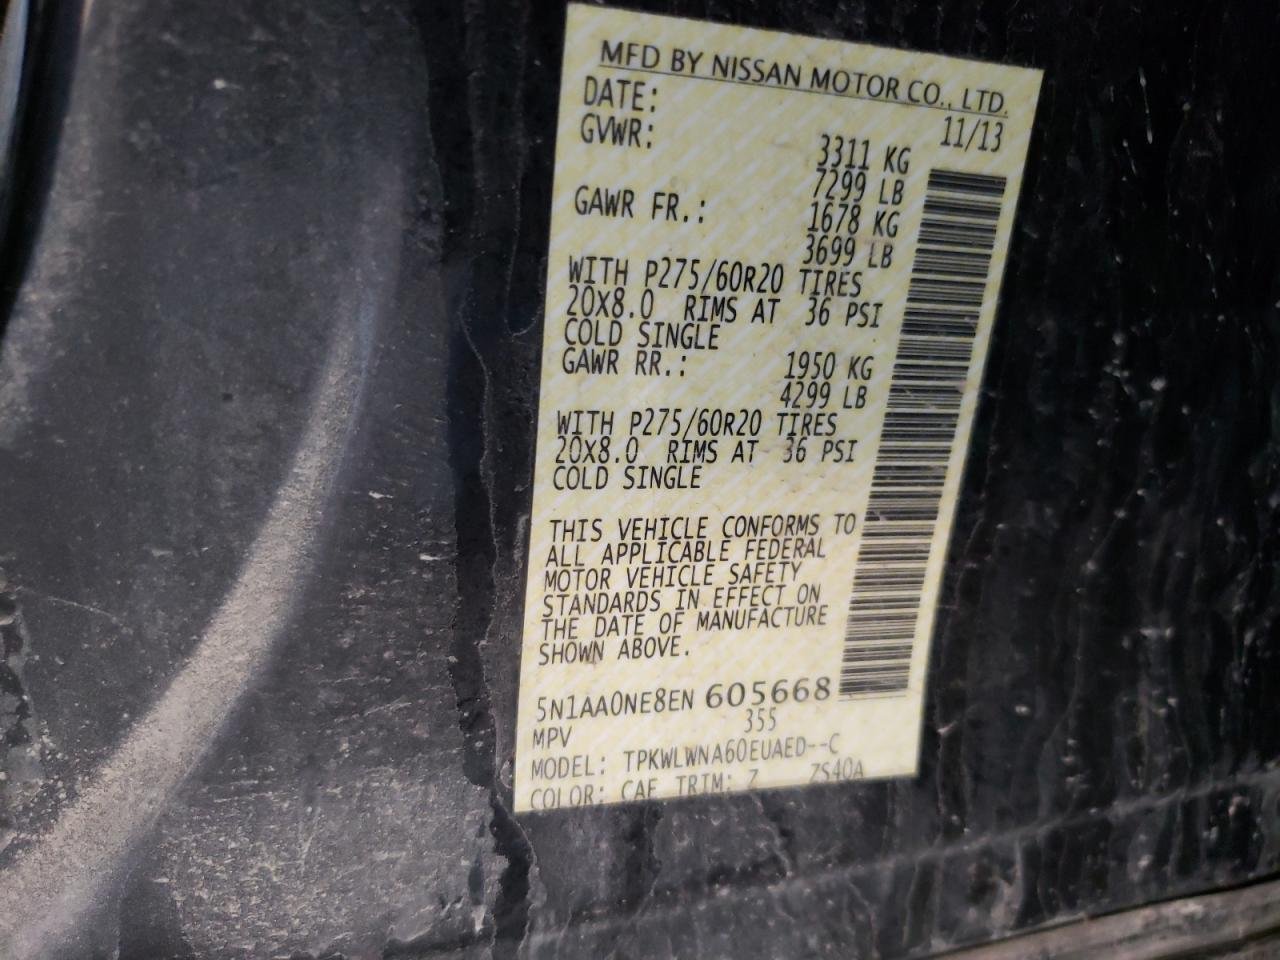 MFD BY NISSAN MOTOR CO., LTD.
DATE: 11/13
GVWR: 3311 KG
7299 LB
GAWR FR.: 1678 KG
3699 LB
WITH P275/60R20 TIRES
20X8.0 RIMS AT 36 PSI
COLD SINGLE
GAWR RR.: 1950 KG
4299 LB
WITH P275/60R20 TIRES
20X8.0 RIMS AT 36 PSI
COLD SINGLE
THIS VEHICLE CONFORMS TO
ALL APPLICABLE FEDERAL
MOTOR VEHICLE SAFETY
STANDARDS IN EFFECT ON
THE DATE OF MANUFACTURE
SHOWN ABOVE.
5N1AA0NE8EN 605668
MPV 355
MODEL: TPKWLWNA60EUAED--C
COLOR: CAE TRIM: Z ZS40A